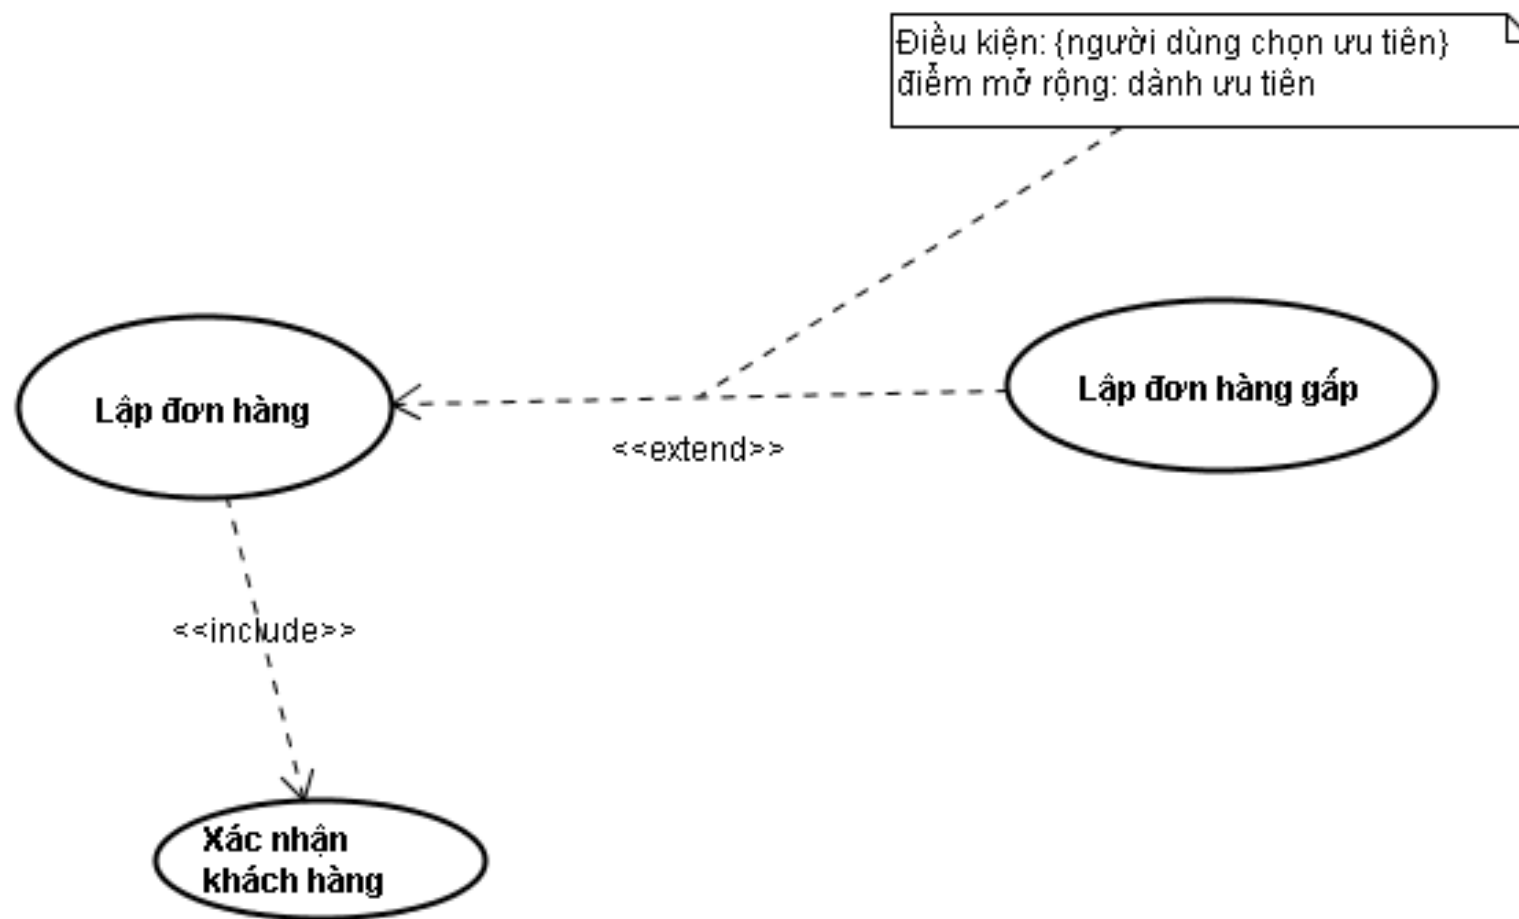 Điều kiện: {người dùng chọn ưu tiên}
điểm mở rộng: dành ưu tiên
Lập đơn hàng
Lập đơn hàng gấp
<<extend>>
<<include>>
Xác nhận
khách hàng